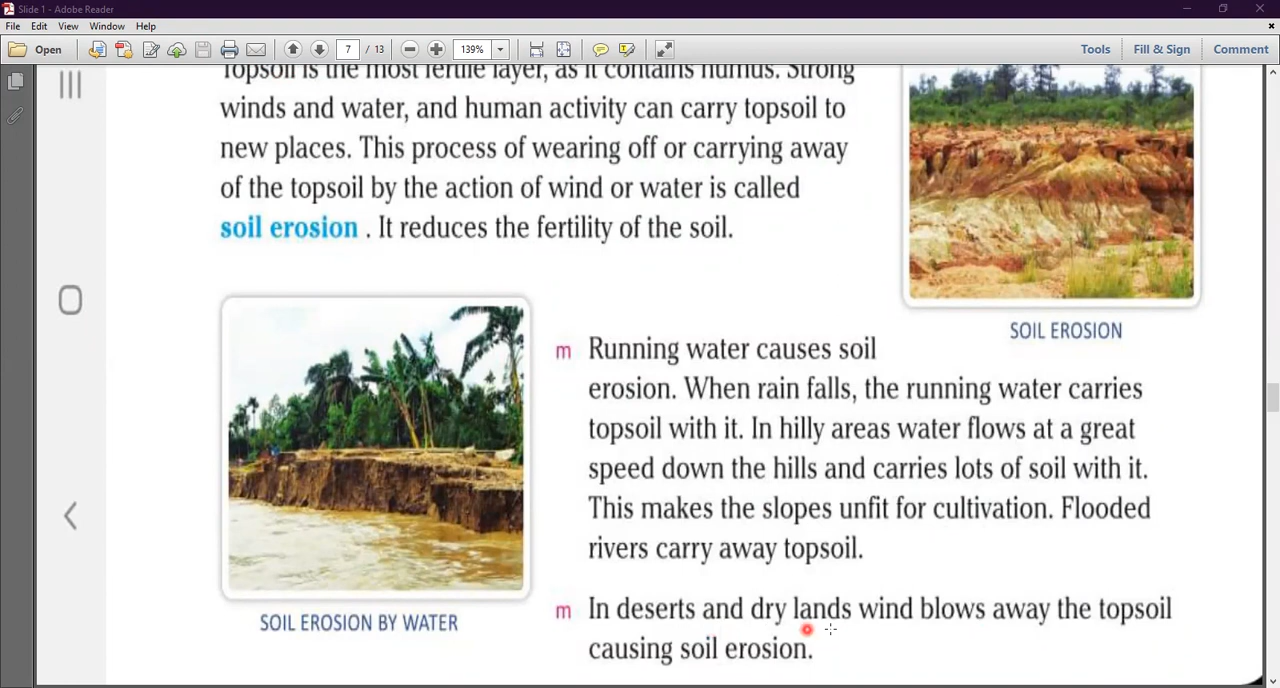 Slide 1 - Adobe Reader
File Edit View Window Help
Open 7 / 13 139% Tools Fill & Sign Comment
Topsoil is the most fertile layer, as it contains humus. Strong
winds and water, and human activity can carry topsoil to
new places. This process of wearing off or carrying away
of the topsoil by the action of wind or water is called
soil erosion . It reduces the fertility of the soil.
SOIL EROSION
m Running water causes soil
erosion. When rain falls, the running water carries
topsoil with it. In hilly areas water flows at a great
speed down the hills and carries lots of soil with it.
This makes the slopes unfit for cultivation. Flooded
rivers carry away topsoil.
SOIL EROSION BY WATER
m In deserts and dry lands wind blows away the topsoil
causing soil erosion.